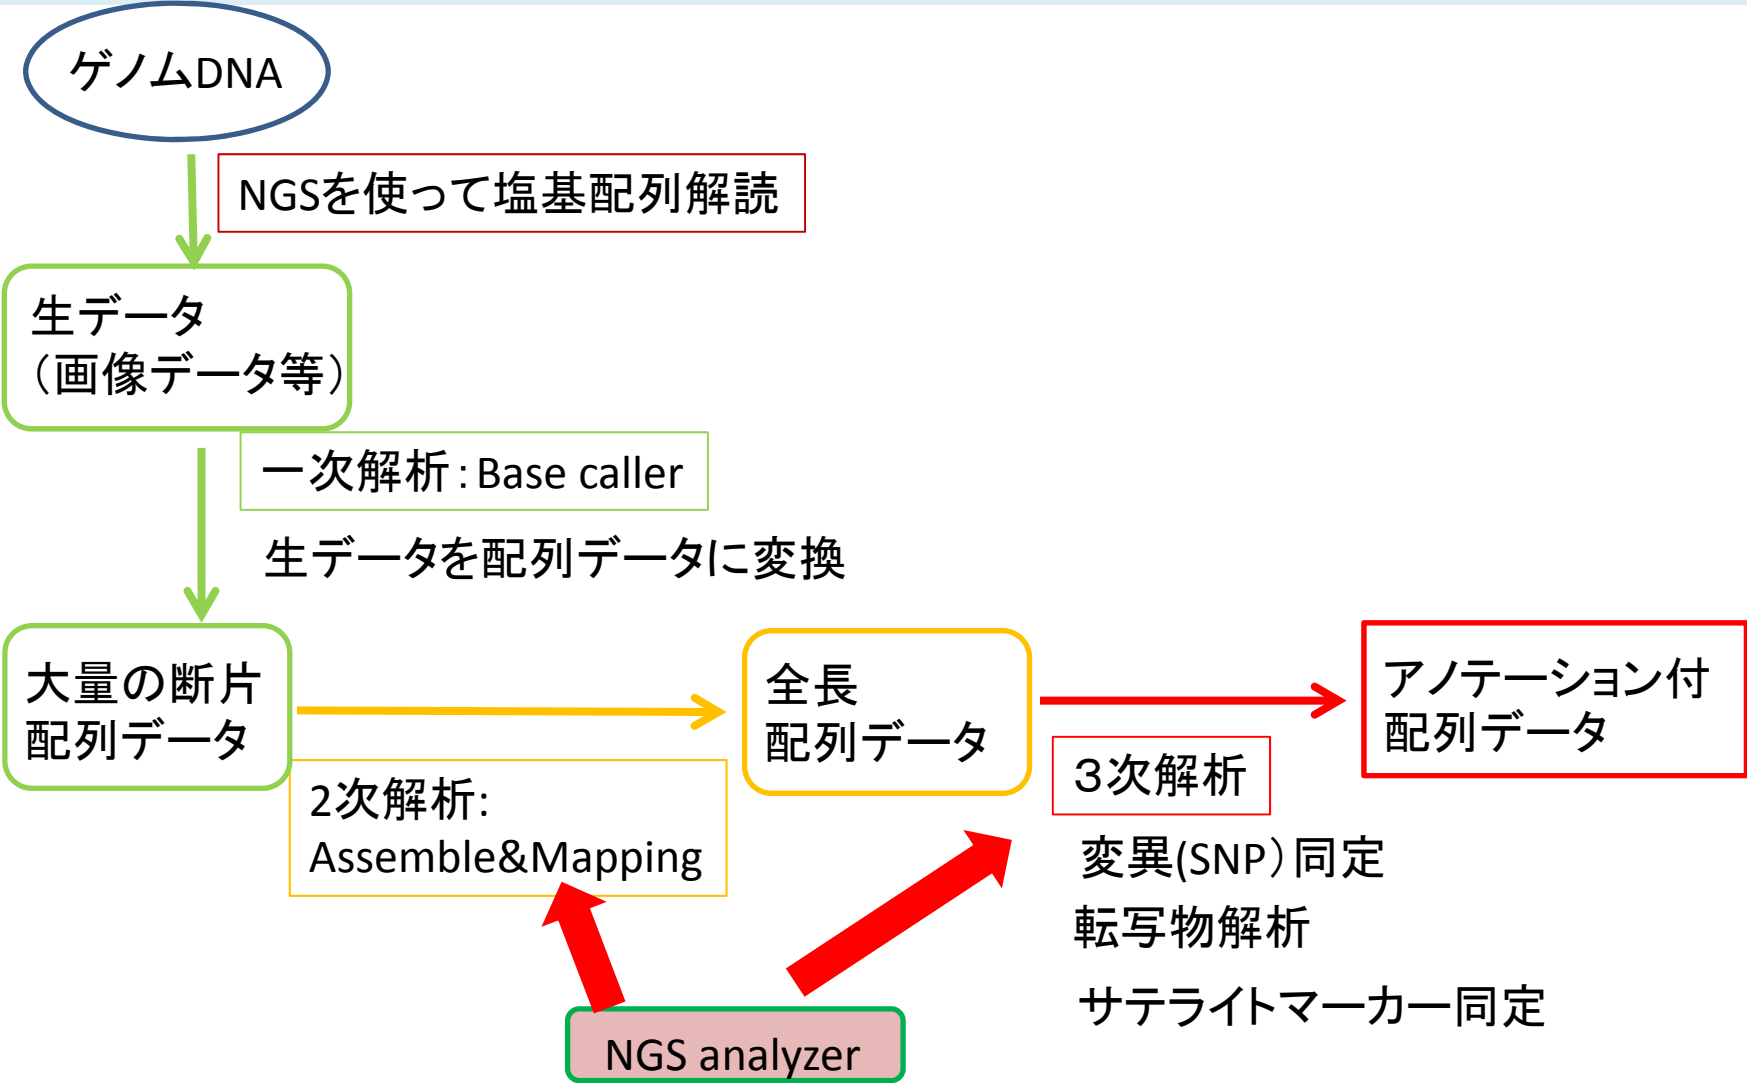 ゲノムDNA
NGSを使って塩基配列解読
生データ
（画像データ等）
一次解析：Base caller
生データを配列データに変換
大量の断片
配列データ
2次解析:
Assemble&Mapping
全長
配列データ
３次解析
変異(SNP）同定
転写物解析
サテライトマーカー同定
アノテーション付
配列データ
NGS analyzer